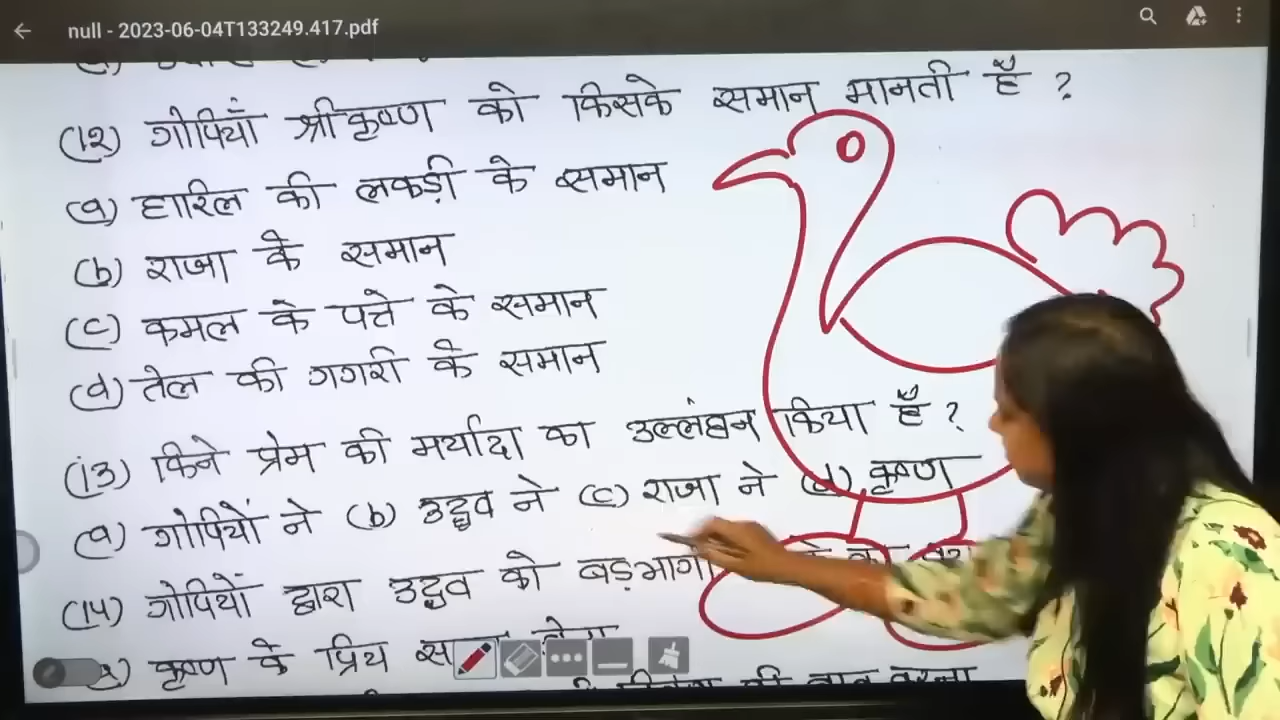 null - 2023-06-04T133249.417.pdf
(12) गोपियाँ श्रीकृष्ण को किसके समान मानती हैं ?
(a) हारिल की लकड़ी के समान
(b) राजा के समान
(c) कमल के पत्ते के समान
(d) तेल की गगरी के समान
(13) किने प्रेम की मर्यादा का उल्लंघन किया हैं ?
(a) गोपियों ने (b) उद्धव ने (c) राजा ने (d) कृष्ण
(14) गोपियों द्वारा उद्धव को
कृष्ण के प्रिय